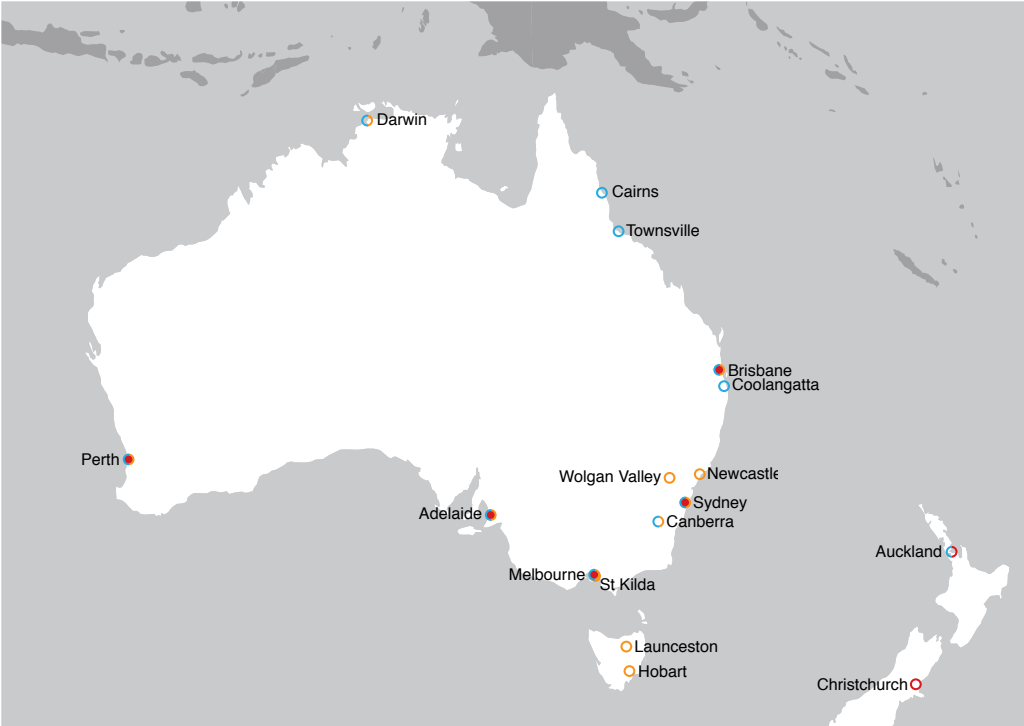 Darwin
Cairns
Townsville
Brisbane
Coolangatta
Perth
Wolgan Valley
Newcastle
Sydney
Adelaide
Canberra
Auckland
Melbourne
St Kilda
Launceston
Hobart
Christchurch